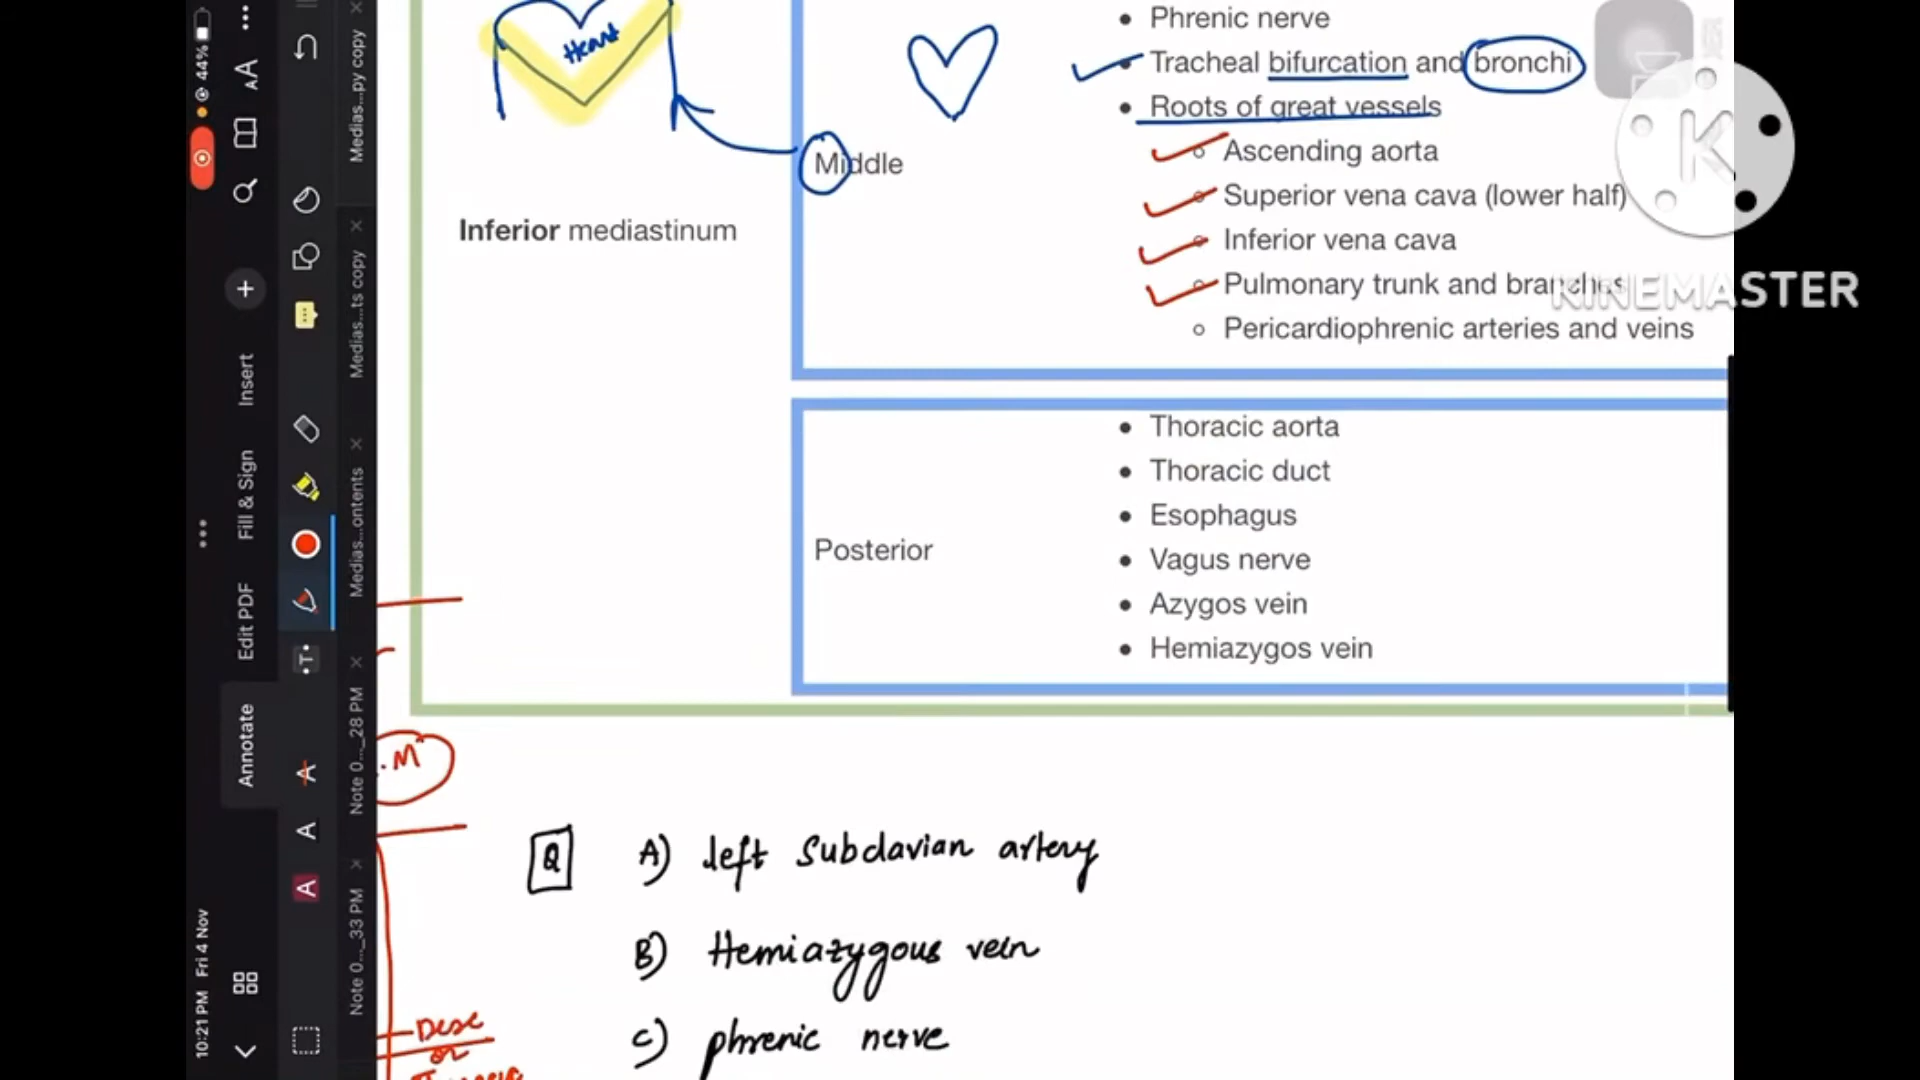 Phrenic nerve
Heart
Tracheal bifurcation and bronchi
Roots of great vessels
Middle
Ascending aorta
Superior vena cava (lower half)
Inferior mediastinum
Inferior vena cava
Pulmonary trunk and branches
KINEMASTER
Pericardiophrenic arteries and veins
Posterior
Thoracic aorta
Thoracic duct
Esophagus
Vagus nerve
Azygos vein
Hemiazygos vein
.M
Q A) left Subclavian artery
B) Hemiazygous vein
C) phrenic nerve
Desc
or
10:21 PM Fri 4 Nov
44%
Annotate
Edit PDF
Fill & Sign
Insert
AA
Medias...py copy
Medias...ts copy
Medias...ontents
Note 0..._28 PM
Note 0..._33 PM
T
A
A
A
K